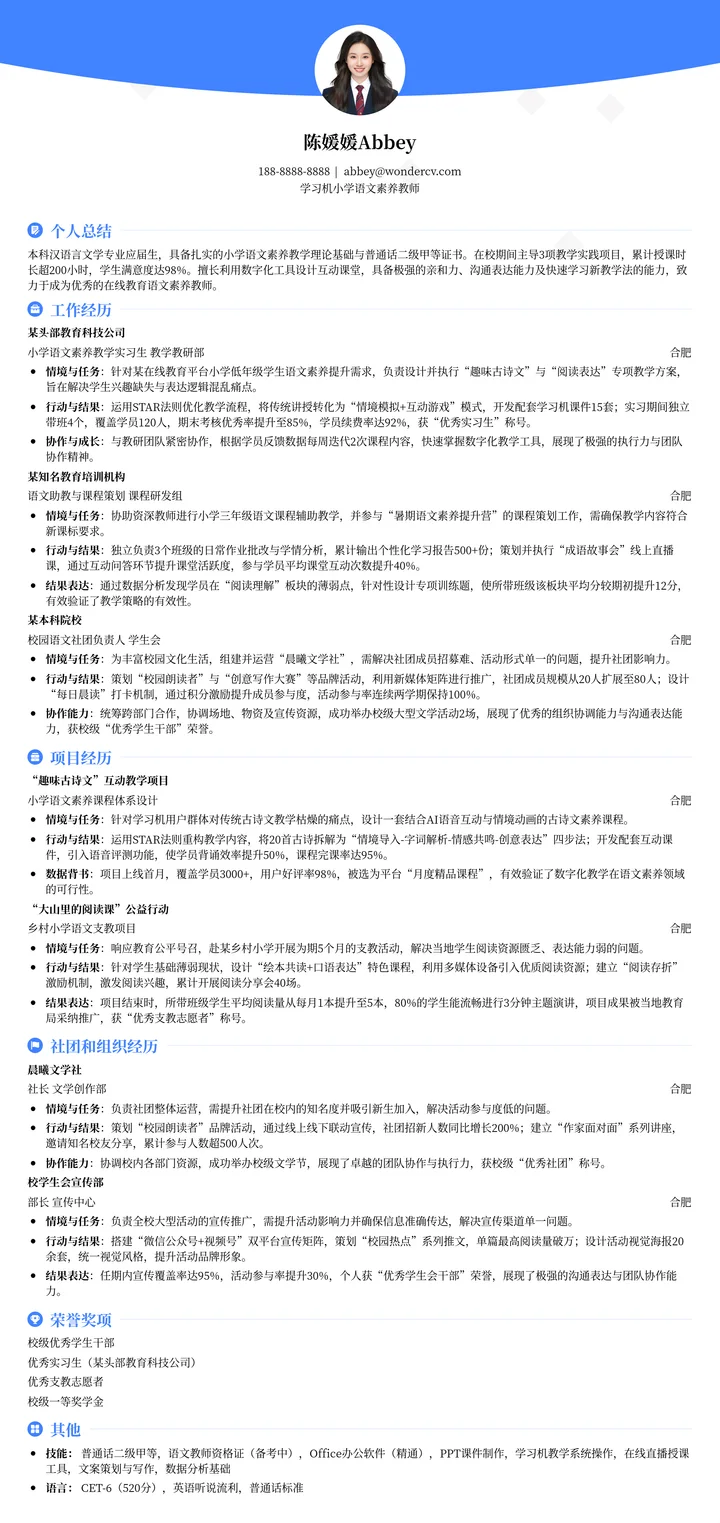 陈媛媛Abbey
188-8888-8888 | abbey@wondercv.com
学习机小学语文素养教师
个人总结
本科汉语言文学专业应届生，具备扎实的小学语文素养教学理论基础与普通话二级甲等证书。在校期间主导3项教学实践项目，累计授课时
长超200小时，学生满意度达98%。擅长利用数字化工具设计互动课堂，具备极强的亲和力、沟通表达能力及快速学习新教学法的能力，致
力于成为优秀的在线教育语文素养教师。
工作经历
某头部教育科技公司
小学语文素养教学实习生 教学教研部 合肥
• 情境与任务：针对某在线教育平台小学低年级学生语文素养提升需求，负责设计并执行“趣味古诗文”与“阅读表达”专项教学方案，
旨在解决学生兴趣缺失与表达逻辑混乱痛点。
• 行动与结果：运用STAR法则优化教学流程，将传统讲授转化为“情境模拟+互动游戏”模式，开发配套学习机课件15套；实习期间独立
带班4个，覆盖学员120人，期末考核优秀率提升至85%，学员续费率达92%，获“优秀实习生”称号。
• 协作与成长：与教研团队紧密协作，根据学员反馈数据每周迭代2次课程内容，快速掌握数字化教学工具，展现了极强的执行力与团队
协作精神。
某知名教育培训机构
语文助教与课程策划 课程研发组 合肥
• 情境与任务：协助资深教师进行小学三年级语文课程辅助教学，并参与“暑期语文素养提升营”的课程策划工作，需确保教学内容符合
新课标要求。
• 行动与结果：独立负责3个班级的日常作业批改与学情分析，累计输出个性化学习报告500+份；策划并执行“成语故事会”线上直播
课，通过互动问答环节提升课堂活跃度，参与学员平均课堂互动次数提升40%。
• 结果表达：通过数据分析发现学员在“阅读理解”板块的薄弱点，针对性设计专项训练题，使所带班级该板块平均分较期初提升12分，
有效验证了教学策略的有效性。
某本科院校
校园语文社团负责人 学生会 合肥
• 情境与任务：为丰富校园文化生活，组建并运营“晨曦文学社”，需解决社团成员招募难、活动形式单一的问题，提升社团影响力。
• 行动与结果：策划“校园朗读者”与“创意写作大赛”等品牌活动，利用新媒体矩阵进行推广，社团成员规模从20人扩展至80人；设计
“每日晨读”打卡机制，通过积分激励提升成员参与度，活动参与率连续两学期保持100%。
• 协作能力：统筹跨部门合作，协调场地、物资及宣传资源，成功举办校级大型文学活动2场，展现了优秀的组织协调能力与沟通表达能
力，获校级“优秀学生干部”荣誉。
项目经历
“趣味古诗文”互动教学项目
小学语文素养课程体系设计 合肥
• 情境与任务：针对学习机用户群体对传统古诗文教学枯燥的痛点，设计一套结合AI语音互动与情境动画的古诗文素养课程。
• 行动与结果：运用STAR法则重构教学内容，将20首古诗拆解为“情境导入-字词解析-情感共鸣-创意表达”四步法；开发配套互动课
件，引入语音评测功能，使学员背诵效率提升50%，课程完课率达95%。
• 数据背书：项目上线首月，覆盖学员3000+，用户好评率98%，被选为平台“月度精品课程”，有效验证了数字化教学在语文素养领域
的可行性。
“大山里的阅读课”公益行动
乡村小学语文支教项目 合肥
• 情境与任务：响应教育公平号召，赴某乡村小学开展为期5个月的支教活动，解决当地学生阅读资源匮乏、表达能力弱的问题。
• 行动与结果：针对学生基础薄弱现状，设计“绘本共读+口语表达”特色课程，利用多媒体设备引入优质阅读资源；建立“阅读存折”
激励机制，激发阅读兴趣，累计开展阅读分享会40场。
• 结果表达：项目结束时，所带班级学生平均阅读量从每月1本提升至5本，80%的学生能流畅进行3分钟主题演讲，项目成果被当地教育
局采纳推广，获“优秀支教志愿者”称号。
社团和组织经历
晨曦文学社
社长 文学创作部 合肥
• 情境与任务：负责社团整体运营，需提升社团在校内的知名度并吸引新生加入，解决活动参与度低的问题。
• 行动与结果：策划“校园朗读者”品牌活动，通过线上线下联动宣传，社团招新人数同比增长200%；建立“作家面对面”系列讲座，
邀请知名校友分享，累计参与人数超500人次。
• 协作能力：协调校内各部门资源，成功举办校级文学节，展现了卓越的团队协作与执行力，获校级“优秀社团”称号。
校学生会宣传部
部长 宣传中心 合肥
• 情境与任务：负责全校大型活动的宣传推广，需提升活动影响力并确保信息准确传达，解决宣传渠道单一问题。
• 行动与结果：搭建“微信公众号+视频号”双平台宣传矩阵，策划“校园热点”系列推文，单篇最高阅读量破万；设计活动视觉海报20
余套，统一视觉风格，提升活动品牌形象。
• 结果表达：任期内宣传覆盖率达95%，活动参与率提升30%，个人获“优秀学生会干部”荣誉，展现了极强的沟通表达与团队协作能
力。
荣誉奖项
校级优秀学生干部
优秀实习生（某头部教育科技公司）
优秀支教志愿者
校级一等奖学金
其他
• 技能： 普通话二级甲等，语文教师资格证（备考中），Office办公软件（精通），PPT课件制作，学习机教学系统操作，在线直播授课
工具，文案策划与写作，数据分析基础
• 语言： CET-6（520分），英语听说流利，普通话标准